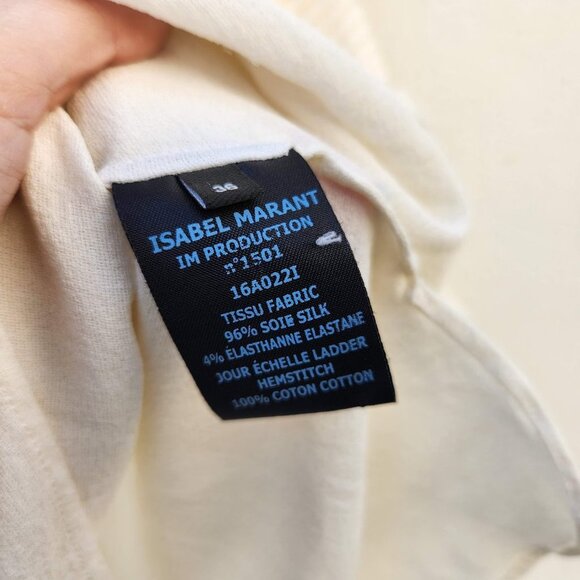 36
ISABEL MARANT
IM PRODUCTION
n°1501
16A022I
TISSU FABRIC
96% SOIE SILK
4% ÉLASTHANNE ELASTANE
JOUR ÉCHELLE LADDER
HEMSTITCH
100% COTON COTTON